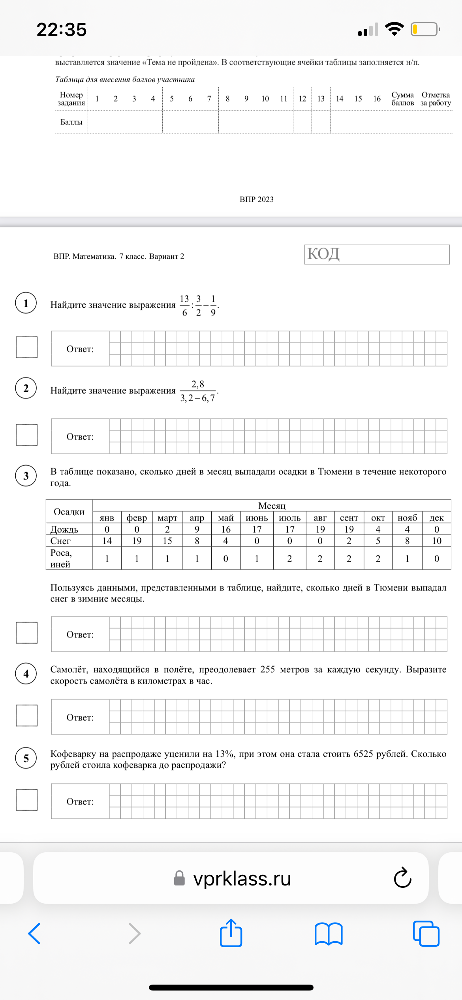 22:35
выставляется значение «Тема не пройдена». В соответствующие ячейки таблицы заполняется н/п.
Таблица для внесения баллов участника
Номер задания 1 2 3 4 5 6 7 8 9 10 11 12 13 14 15 16 Сумма баллов Отметка за работу
Баллы
ВПР 2023
ВПР. Математика. 7 класс. Вариант 2
КОД
1 Найдите значение выражения 13/6 : 3/2 − 1/9.
Ответ:
2 Найдите значение выражения 2,8/(3,2 − 6,7).
Ответ:
3 В таблице показано, сколько дней в месяц выпадали осадки в Тюмени в течение некоторого
года.
Осадки Месяц
янв февр март апр май июнь июль авг сент окт нояб дек
Дождь 0 0 2 9 16 17 17 19 19 4 4 0
Снег 14 19 15 8 4 0 0 0 2 5 8 10
Роса, иней 1 1 1 1 0 1 2 2 2 2 1 0
Пользуясь данными, представленными в таблице, найдите, сколько дней в Тюмени выпадал
снег в зимние месяцы.
Ответ:
4 Самолёт, находящийся в полёте, преодолевает 255 метров за каждую секунду. Выразите
скорость самолёта в километрах в час.
Ответ:
5 Кофеварку на распродаже уценили на 13%, при этом она стала стоить 6525 рублей. Сколько
рублей стоила кофеварка до распродажи?
Ответ:
vprklass.ru